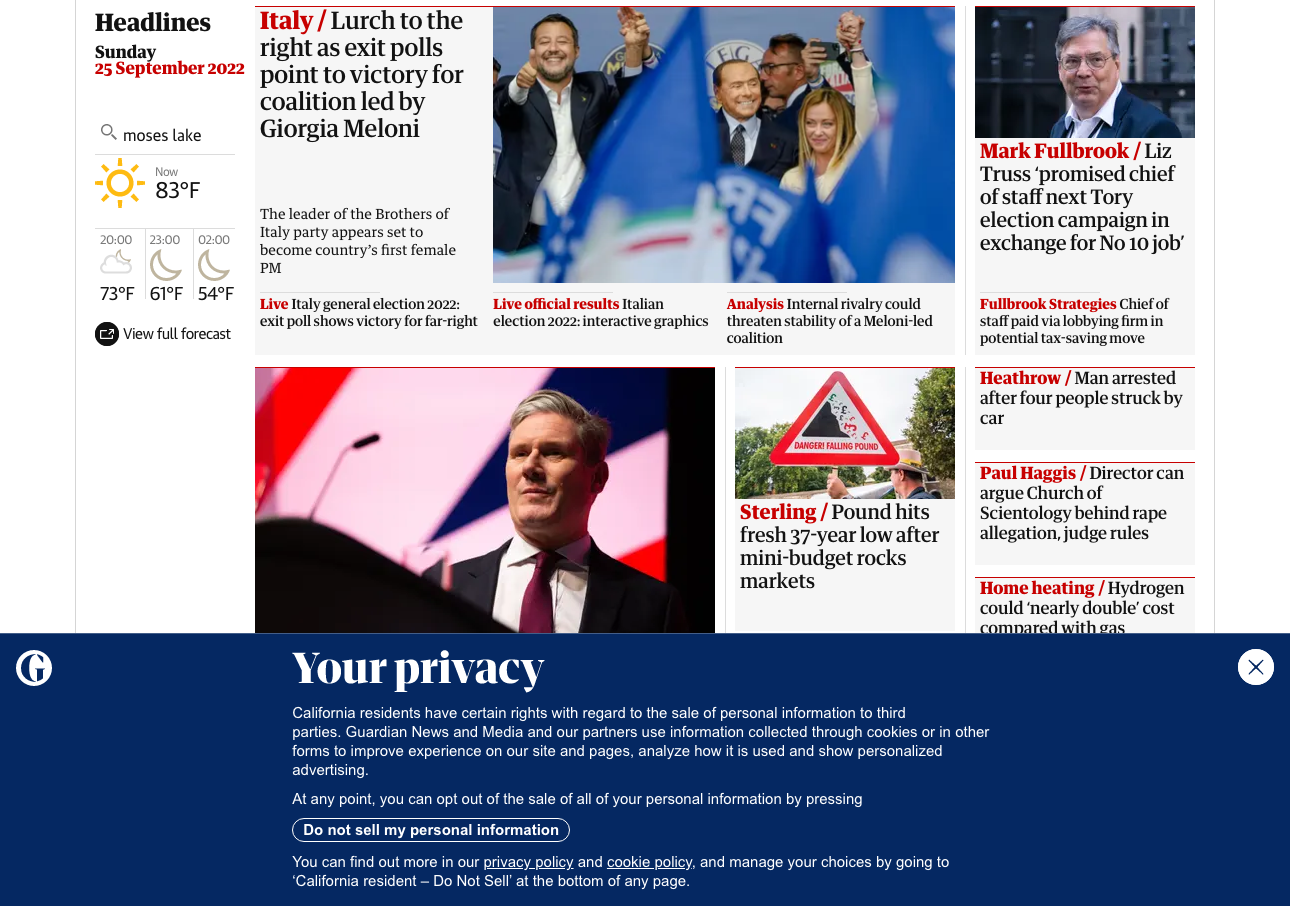 Headlines
Sunday
25 September 2022
moses lake
Now
83°F
20:00
23:00
02:00
73°F
61°F
54°F
View full forecast
Italy / Lurch to the
right as exit polls
point to victory for
coalition led by
Giorgia Meloni
The leader of the Brothers of
Italy party appears set to
become country's first female
PM
Live Italy general election 2022:
exit poll shows victory for far-right
Live official results Italian
election 2022: interactive graphics
Analysis Internal rivalry could
threaten stability of a Meloni-led
coalition
Mark Fullbrook / Liz
Truss ‘promised chief
of staff next Tory
election campaign in
exchange for No 10 job’
Fullbrook Strategies Chief of
staff paid via lobbying firm in
potential tax-saving move
DANGER! FALLING POUND
Sterling / Pound hits
fresh 37-year low after
mini-budget rocks
markets
Heathrow / Man arrested
after four people struck by
car
Paul Haggis / Director can
argue Church of
Scientology behind rape
allegation, judge rules
Home heating / Hydrogen
could ‘nearly double’ cost
compared with gas
Your privacy
California residents have certain rights with regard to the sale of personal information to third
parties. Guardian News and Media and our partners use information collected through cookies or in other
forms to improve experience on our site and pages, analyze how it is used and show personalized
advertising.
At any point, you can opt out of the sale of all of your personal information by pressing
Do not sell my personal information
You can find out more in our privacy policy and cookie policy, and manage your choices by going to
‘California resident – Do Not Sell’ at the bottom of any page.